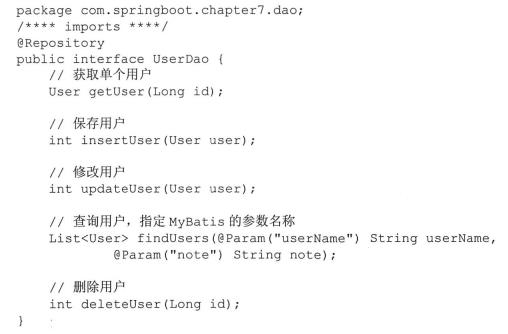 package com.springboot.chapter7.dao;
/**** imports ****/
@Repository
public interface UserDao {
    // 获取单个用户
    User getUser(Long id);

    // 保存用户
    int insertUser(User user);

    // 修改用户
    int updateUser(User user);

    // 查询用户，指定 MyBatis 的参数名称
    List<User> findUsers(@Param("userName") String userName,
            @Param("note") String note);

    // 删除用户
    int deleteUser(Long id);
}